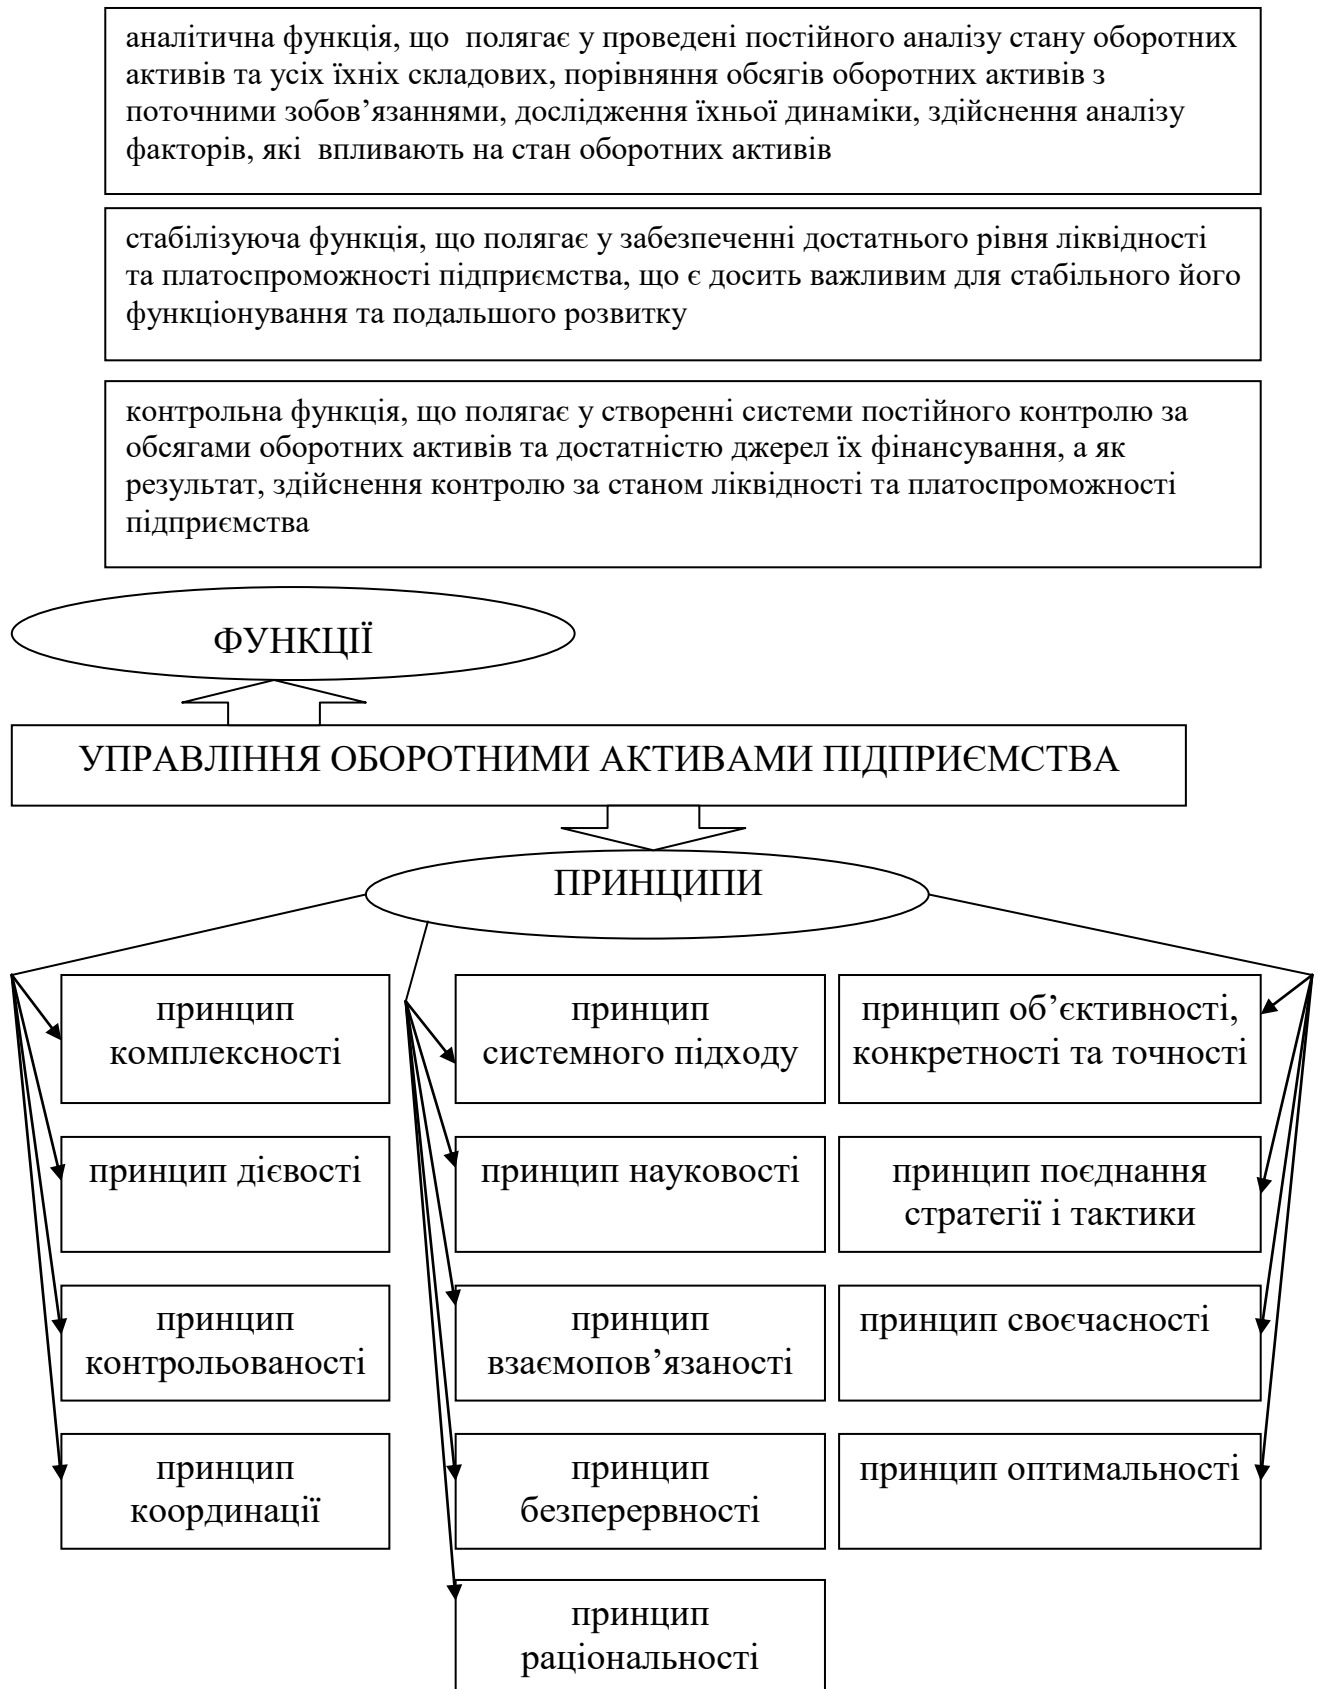 аналітична функція, що полягає у проведені постійного аналізу стану оборотних
активів та усіх їхніх складових, порівняння обсягів оборотних активів з
поточними зобов’язаннями, дослідження їхньої динаміки, здійснення аналізу
факторів, які впливають на стан оборотних активів
стабілізуюча функція, що полягає у забезпеченні достатнього рівня ліквідності
та платоспроможності підприємства, що є досить важливим для стабільного його
функціонування та подальшого розвитку
контрольна функція, що полягає у створенні системи постійного контролю за
обсягами оборотних активів та достатністю джерел їх фінансування, а як
результат, здійснення контролю за станом ліквідності та платоспроможності
підприємства
ФУНКЦІЇ
УПРАВЛІННЯ ОБОРОТНИМИ АКТИВАМИ ПІДПРИЄМСТВА
ПРИНЦИПИ
принцип
комплексності
принцип
системного підходу
принцип об’єктивності,
конкретності та точності
принцип дієвості
принцип науковості
принцип поєднання
стратегії і тактики
принцип
контрольованості
принцип
взаємопов’язаності
принцип своєчасності
принцип
координації
принцип
безперервності
принцип оптимальності
принцип
раціональності